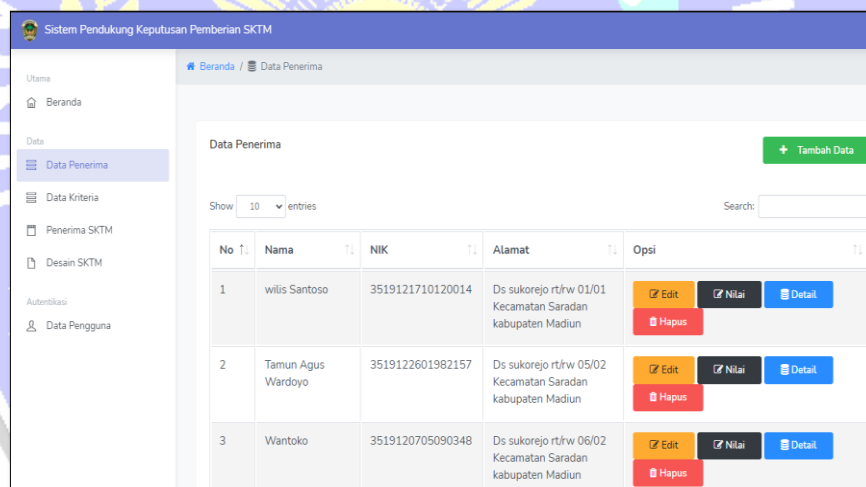 Sistem Pendukung Keputusan Pemberian SKTM
Beranda / Data Penerima
Utama
Beranda
Data
Data Penerima
Data Kriteria
Penerima SKTM
Desain SKTM
Autentikasi
Data Pengguna
Data Penerima
+ Tambah Data
Show 10 entries
Search:
No Nama NIK Alamat Opsi
1 wilis Santoso 3519121710120014 Ds sukorejo rt/rw 01/01 Edit Nilai Detail
Kecamatan Saradan
kabupaten Madiun Hapus
2 Tamun Agus 3519122601982157 Ds sukorejo rt/rw 05/02 Edit Nilai Detail
Wardoyo Kecamatan Saradan
kabupaten Madiun Hapus
3 Wantoko 3519120705090348 Ds sukorejo rt/rw 06/02 Edit Nilai Detail
Kecamatan Saradan
kabupaten Madiun Hapus